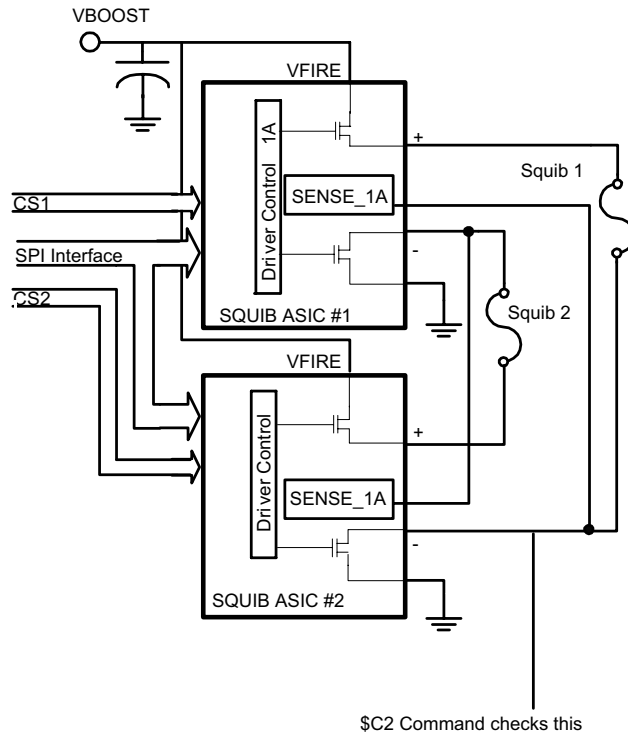 VBOOST
VFIRE
Driver Control 1A
+
Squib 1
SENSE_1A
CS1
SPI Interface
-
CS2
Squib 2
SQUIB ASIC #1
VFIRE
Driver Control
+
SENSE_1A
-
SQUIB ASIC #2
$C2 Command checks this